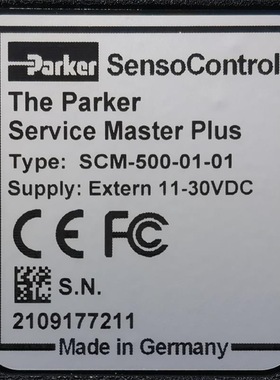 Parker SensoControl
The Parker
Service Master Plus
Type: SCM-500-01-01
Supply: Extern 11-30VDC
CE FC
S.N.
2109177211
Made in Germany